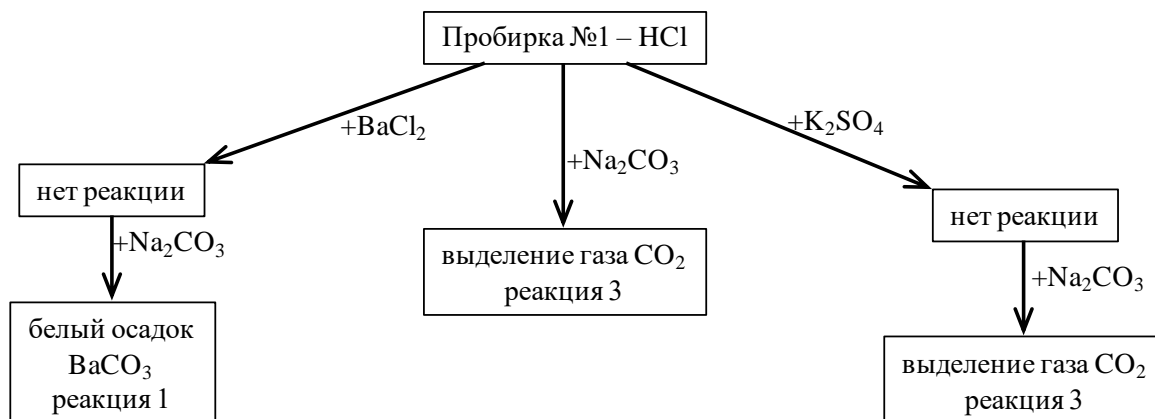 Пробирка №1 – HCl
+BaCl₂
+K₂SO₄
+Na₂CO₃
нет реакции
нет реакции
+Na₂CO₃
выделение газа CO₂
реакция 3
+Na₂CO₃
белый осадок
BaCO₃
реакция 1
выделение газа CO₂
реакция 3